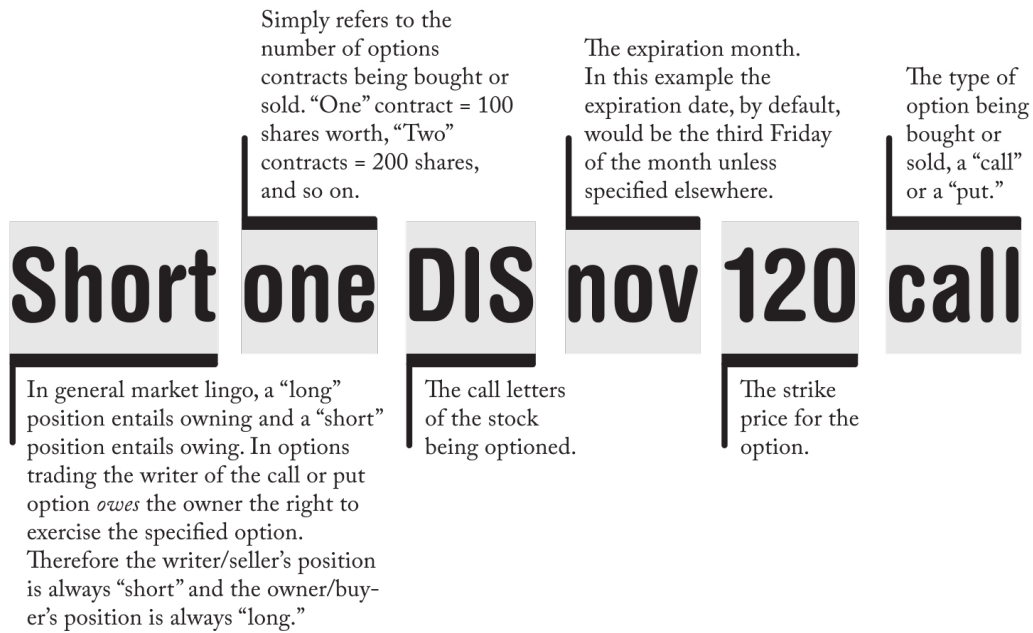 Simply refers to the
number of options
contracts being bought or
sold. “One” contract = 100
shares worth, “Two”
contracts = 200 shares,
and so on.
The expiration month.
In this example the
expiration date, by default,
would be the third Friday
of the month unless
specified elsewhere.
The type of
option being
bought or
sold, a “call”
or a “put.”
Short one DIS nov 120 call
In general market lingo, a “long”
position entails owning and a “short”
position entails owing. In options
trading the writer of the call or put
option owes the owner the right to
exercise the specified option.
Therefore the writer/seller’s position
is always “short” and the owner/buy-
er’s position is always “long.”
The call letters
of the stock
being optioned.
The strike
price for the
option.